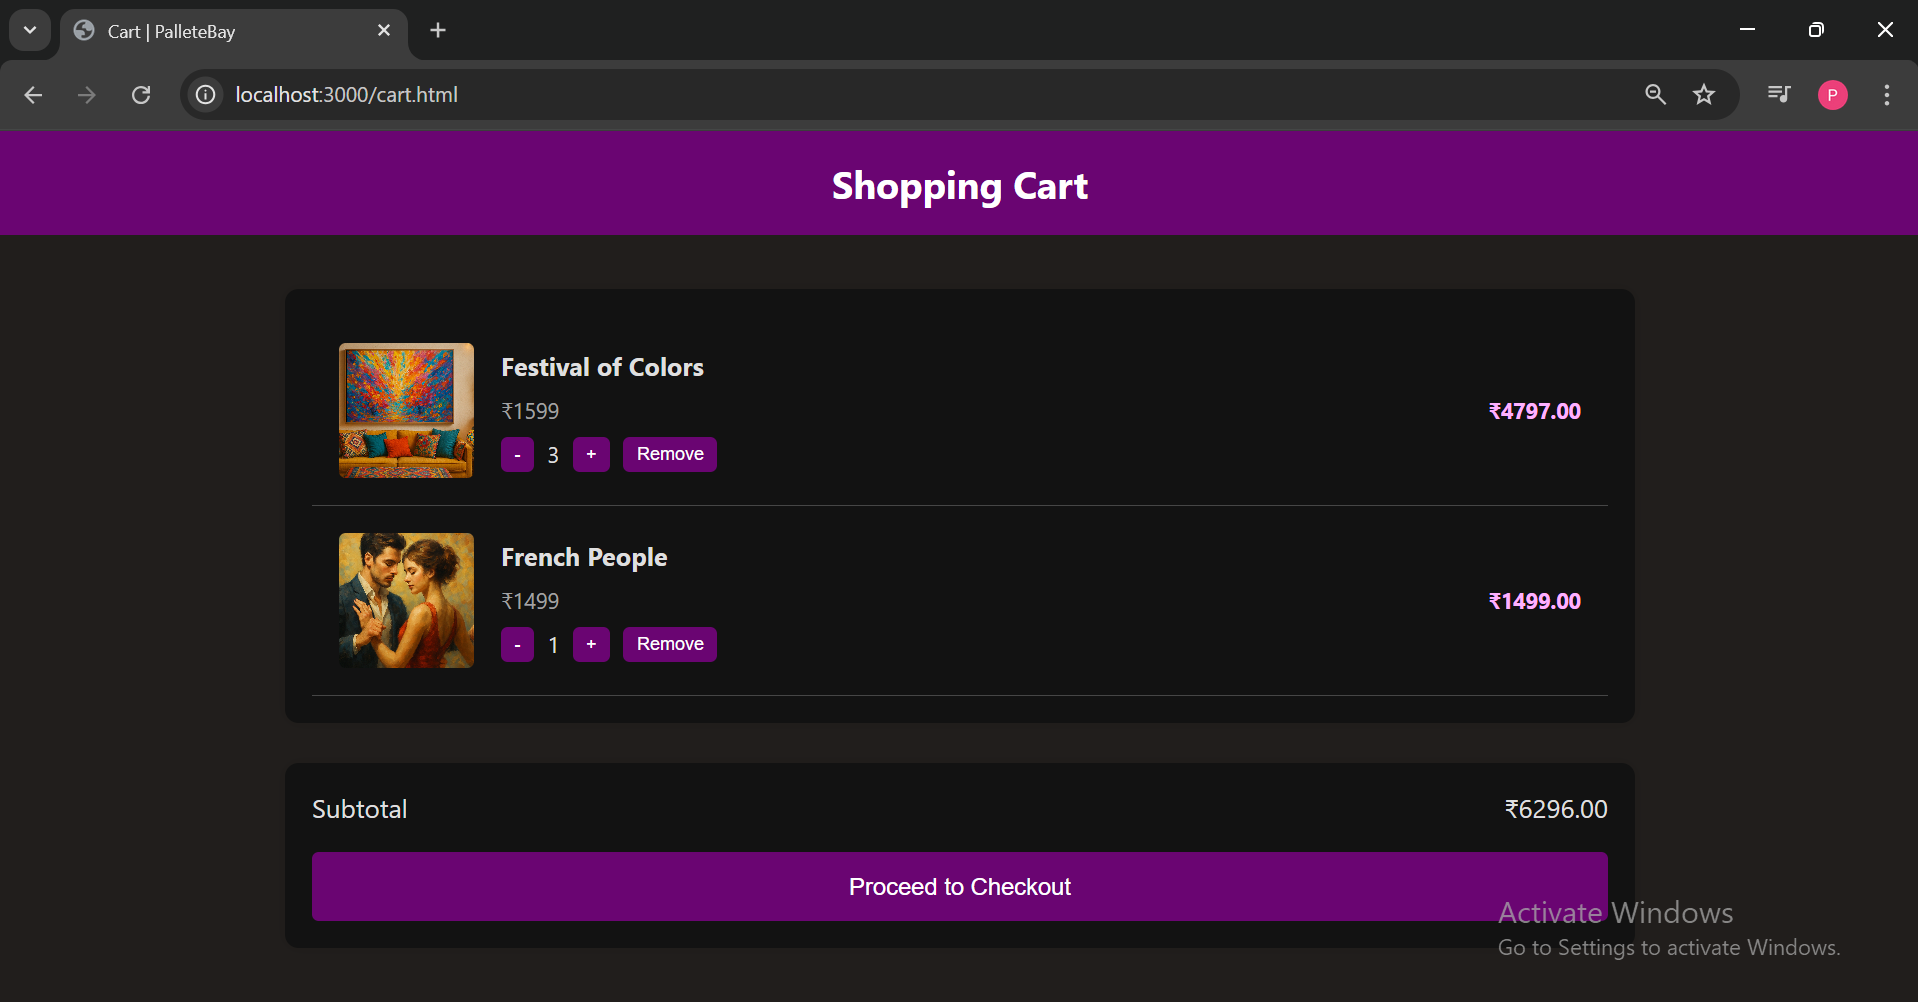 Cart | PalleteBay
localhost:3000/cart.html
P
Shopping Cart
Festival of Colors
₹1599
₹4797.00
- 3 + Remove
French People
₹1499
₹1499.00
- 1 + Remove
Subtotal ₹6296.00
Proceed to Checkout
Activate Windows
Go to Settings to activate Windows.